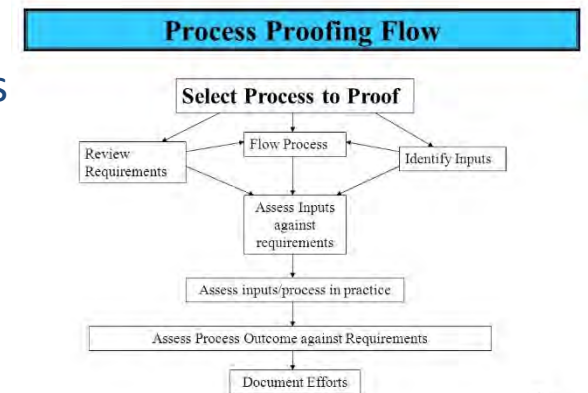 Process Proofing Flow
s
Select Process to Proof
Review
Requirements
Flow Process
Identify Inputs
Assess Inputs
against
requirements
Assess inputs/process in practice
Assess Process Outcome against Requirements
Document Efforts